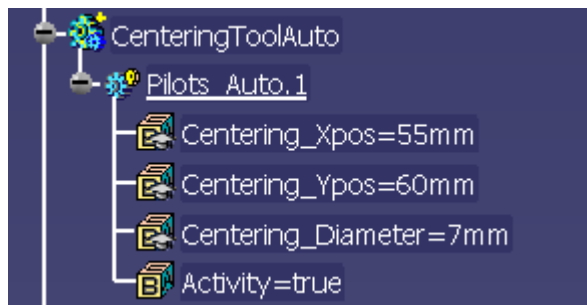 CenteringToolAuto
Pilots_Auto.1
Centering_Xpos=55mm
Centering_Ypos=60mm
Centering_Diameter=7mm
Activity=true